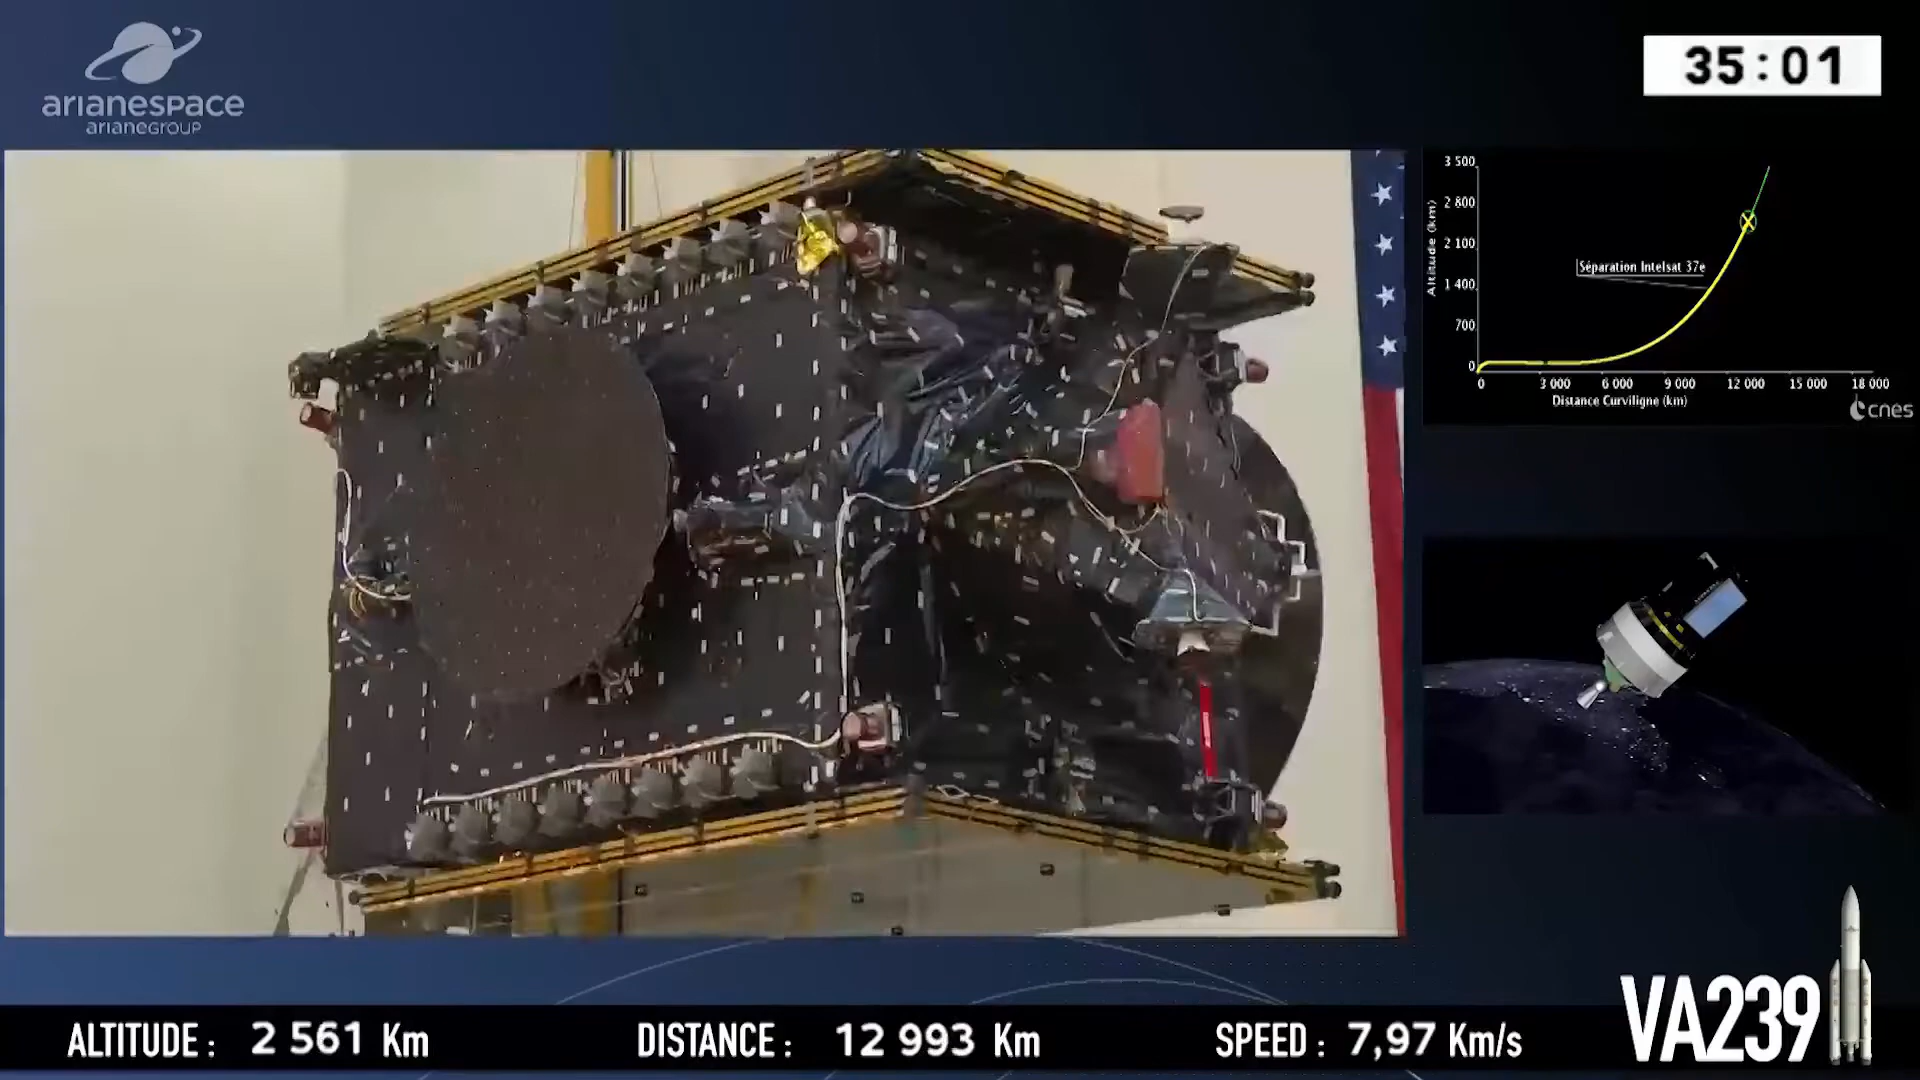 arianespace
arianeGROUP
35:01
3 500
2 800
2 100
1 400
700
0
Altitude (km)
Séparation Intelsat 37e
0 3 000 6 000 9 000 12 000 15 000 18 000
Distance Curviligne (km)
cnes
VA239
ALTITUDE : 2 561 Km DISTANCE : 12 993 Km SPEED : 7,97 Km/s